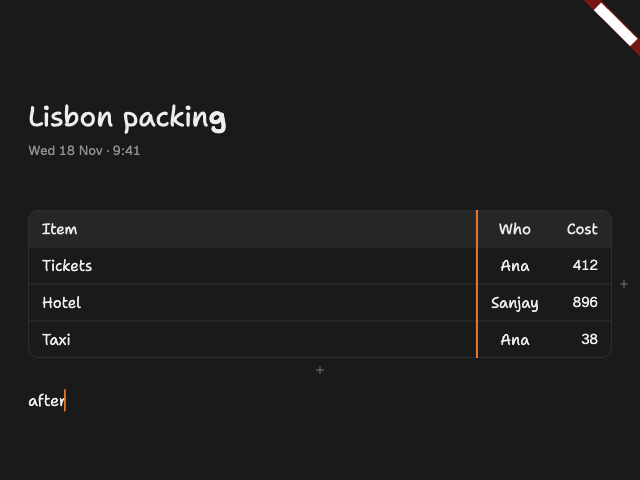 Lisbon packing
Wed 18 Nov · 9:41
Item Who Cost
Tickets Ana 412
Hotel Sanjay 896
Taxi Ana 38
+
+
after